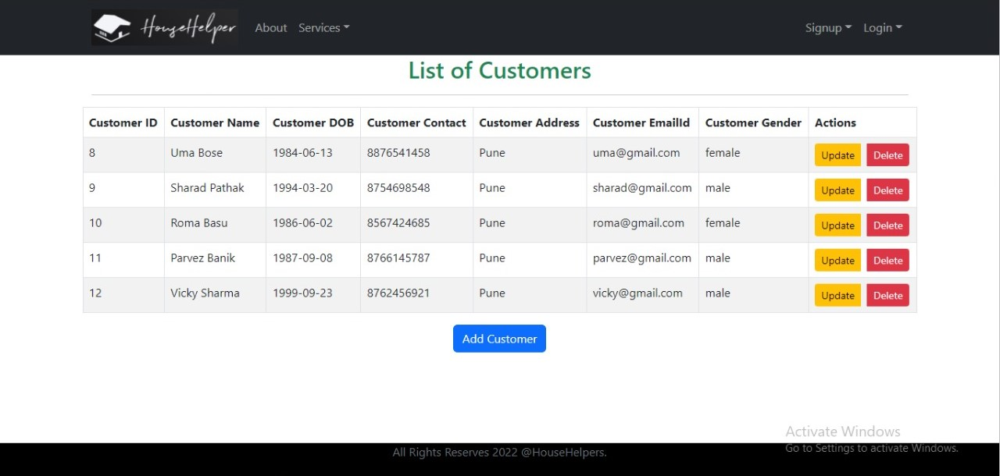 HouseHelper About Services Signup Login
List of Customers
Customer ID Customer Name Customer DOB Customer Contact Customer Address Customer EmailId Customer Gender Actions
8 Uma Bose 1984-06-13 8876541458 Pune uma@gmail.com female Update Delete
9 Sharad Pathak 1994-03-20 8754698548 Pune sharad@gmail.com male Update Delete
10 Roma Basu 1986-06-02 8567424685 Pune roma@gmail.com female Update Delete
11 Parvez Banik 1987-09-08 8766145787 Pune parvez@gmail.com male Update Delete
12 Vicky Sharma 1999-09-23 8762456921 Pune vicky@gmail.com male Update Delete
Add Customer
Activate Windows
Go to Settings to activate Windows.
All Rights Reserves 2022 @HouseHelpers.